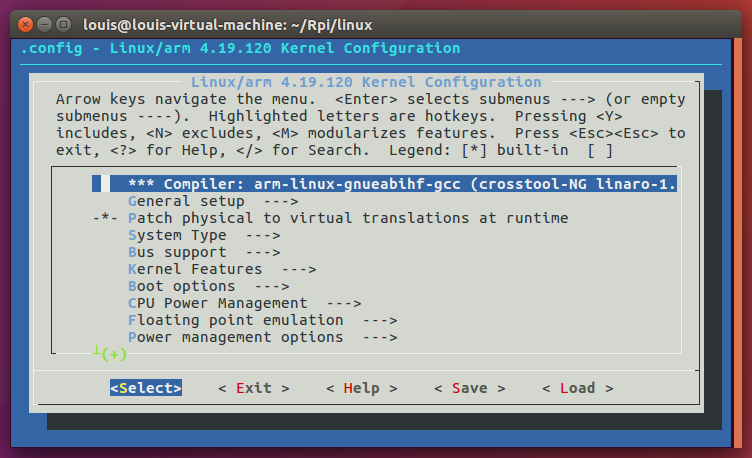 louis@louis-virtual-machine: ~/Rpi/linux
.config - Linux/arm 4.19.120 Kernel Configuration
Linux/arm 4.19.120 Kernel Configuration
Arrow keys navigate the menu.  <Enter> selects submenus ---> (or empty
submenus ----).  Highlighted letters are hotkeys.  Pressing <Y>
includes, <N> excludes, <M> modularizes features.  Press <Esc><Esc> to
exit, <?> for Help, </> for Search.  Legend: [*] built-in  [ ]
*** Compiler: arm-linux-gnueabihf-gcc (crosstool-NG linaro-1.
General setup  --->
-*- Patch physical to virtual translations at runtime
System Type  --->
Bus support  --->
Kernel Features  --->
Boot options  --->
CPU Power Management  --->
Floating point emulation  --->
Power management options  --->
┴(+)
<Select>    < Exit >    < Help >    < Save >    < Load >